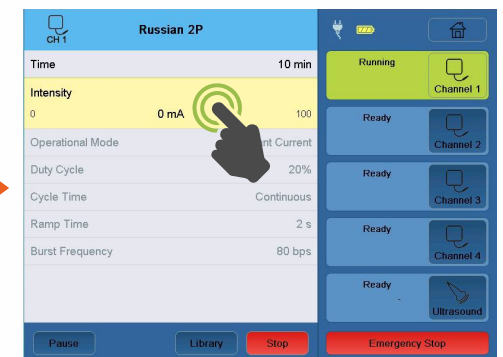 CH 1
Russian 2P
Time 10 min
Intensity
0 0 mA 100
Operational Mode nt Current
Duty Cycle 20%
Cycle Time Continuous
Ramp Time 2 s
Burst Frequency 80 bps
Pause Library Stop
Running
Channel 1
Ready
Channel 2
Ready
Channel 3
Ready
Channel 4
Ready
Ultrasound
Emergency Stop